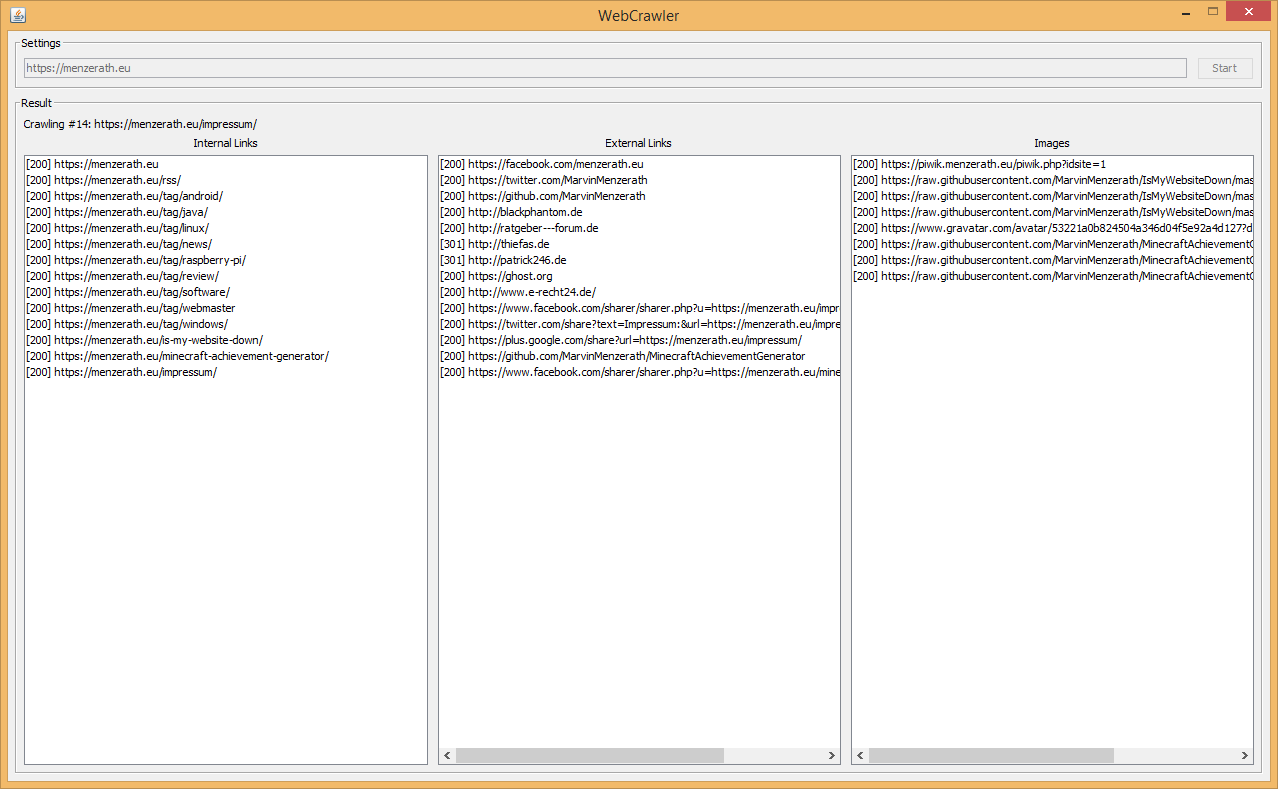 WebCrawler
Settings
https://menzerath.eu
Start
Result
Crawling #14: https://menzerath.eu/impressum/
Internal Links
[200] https://menzerath.eu
[200] https://menzerath.eu/rss/
[200] https://menzerath.eu/tag/android/
[200] https://menzerath.eu/tag/java/
[200] https://menzerath.eu/tag/linux/
[200] https://menzerath.eu/tag/news/
[200] https://menzerath.eu/tag/raspberry-pi/
[200] https://menzerath.eu/tag/review/
[200] https://menzerath.eu/tag/software/
[200] https://menzerath.eu/tag/webmaster
[200] https://menzerath.eu/tag/windows/
[200] https://menzerath.eu/is-my-website-down/
[200] https://menzerath.eu/minecraft-achievement-generator/
[200] https://menzerath.eu/impressum/
External Links
[200] https://facebook.com/menzerath.eu
[200] https://twitter.com/MarvinMenzerath
[200] https://github.com/MarvinMenzerath
[200] http://blackphantom.de
[200] http://ratgeber---forum.de
[301] http://thiefas.de
[301] http://patrick246.de
[200] https://ghost.org
[200] http://www.e-recht24.de/
[200] https://www.facebook.com/sharer/sharer.php?u=https://menzerath.eu/impr
[200] https://twitter.com/share?text=Impressum:&url=https://menzerath.eu/impre
[200] https://plus.google.com/share?url=https://menzerath.eu/impressum/
[200] https://github.com/MarvinMenzerath/MinecraftAchievementGenerator
[200] https://www.facebook.com/sharer/sharer.php?u=https://menzerath.eu/mine
Images
[200] https://piwik.menzerath.eu/piwik.php?idsite=1
[200] https://raw.githubusercontent.com/MarvinMenzerath/IsMyWebsiteDown/mas
[200] https://raw.githubusercontent.com/MarvinMenzerath/IsMyWebsiteDown/mas
[200] https://raw.githubusercontent.com/MarvinMenzerath/IsMyWebsiteDown/mas
[200] https://www.gravatar.com/avatar/53221a0b824504a346d04f5e92a4d127?d
[200] https://raw.githubusercontent.com/MarvinMenzerath/MinecraftAchievementG
[200] https://raw.githubusercontent.com/MarvinMenzerath/MinecraftAchievementG
[200] https://raw.githubusercontent.com/MarvinMenzerath/MinecraftAchievementG